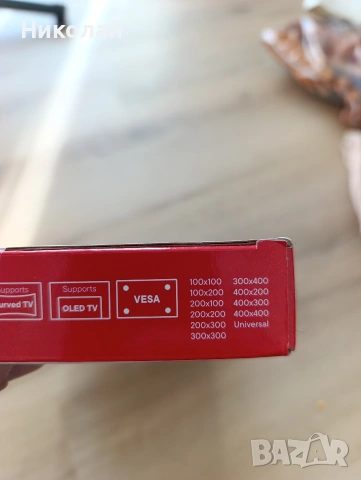 Николай
Supports
urved TV
Supports
OLED TV
VESA
100x100 300x400
100x200 400x200
200x100 400x300
200x200 400x400
200x300 Universal
300x300
BAZAR